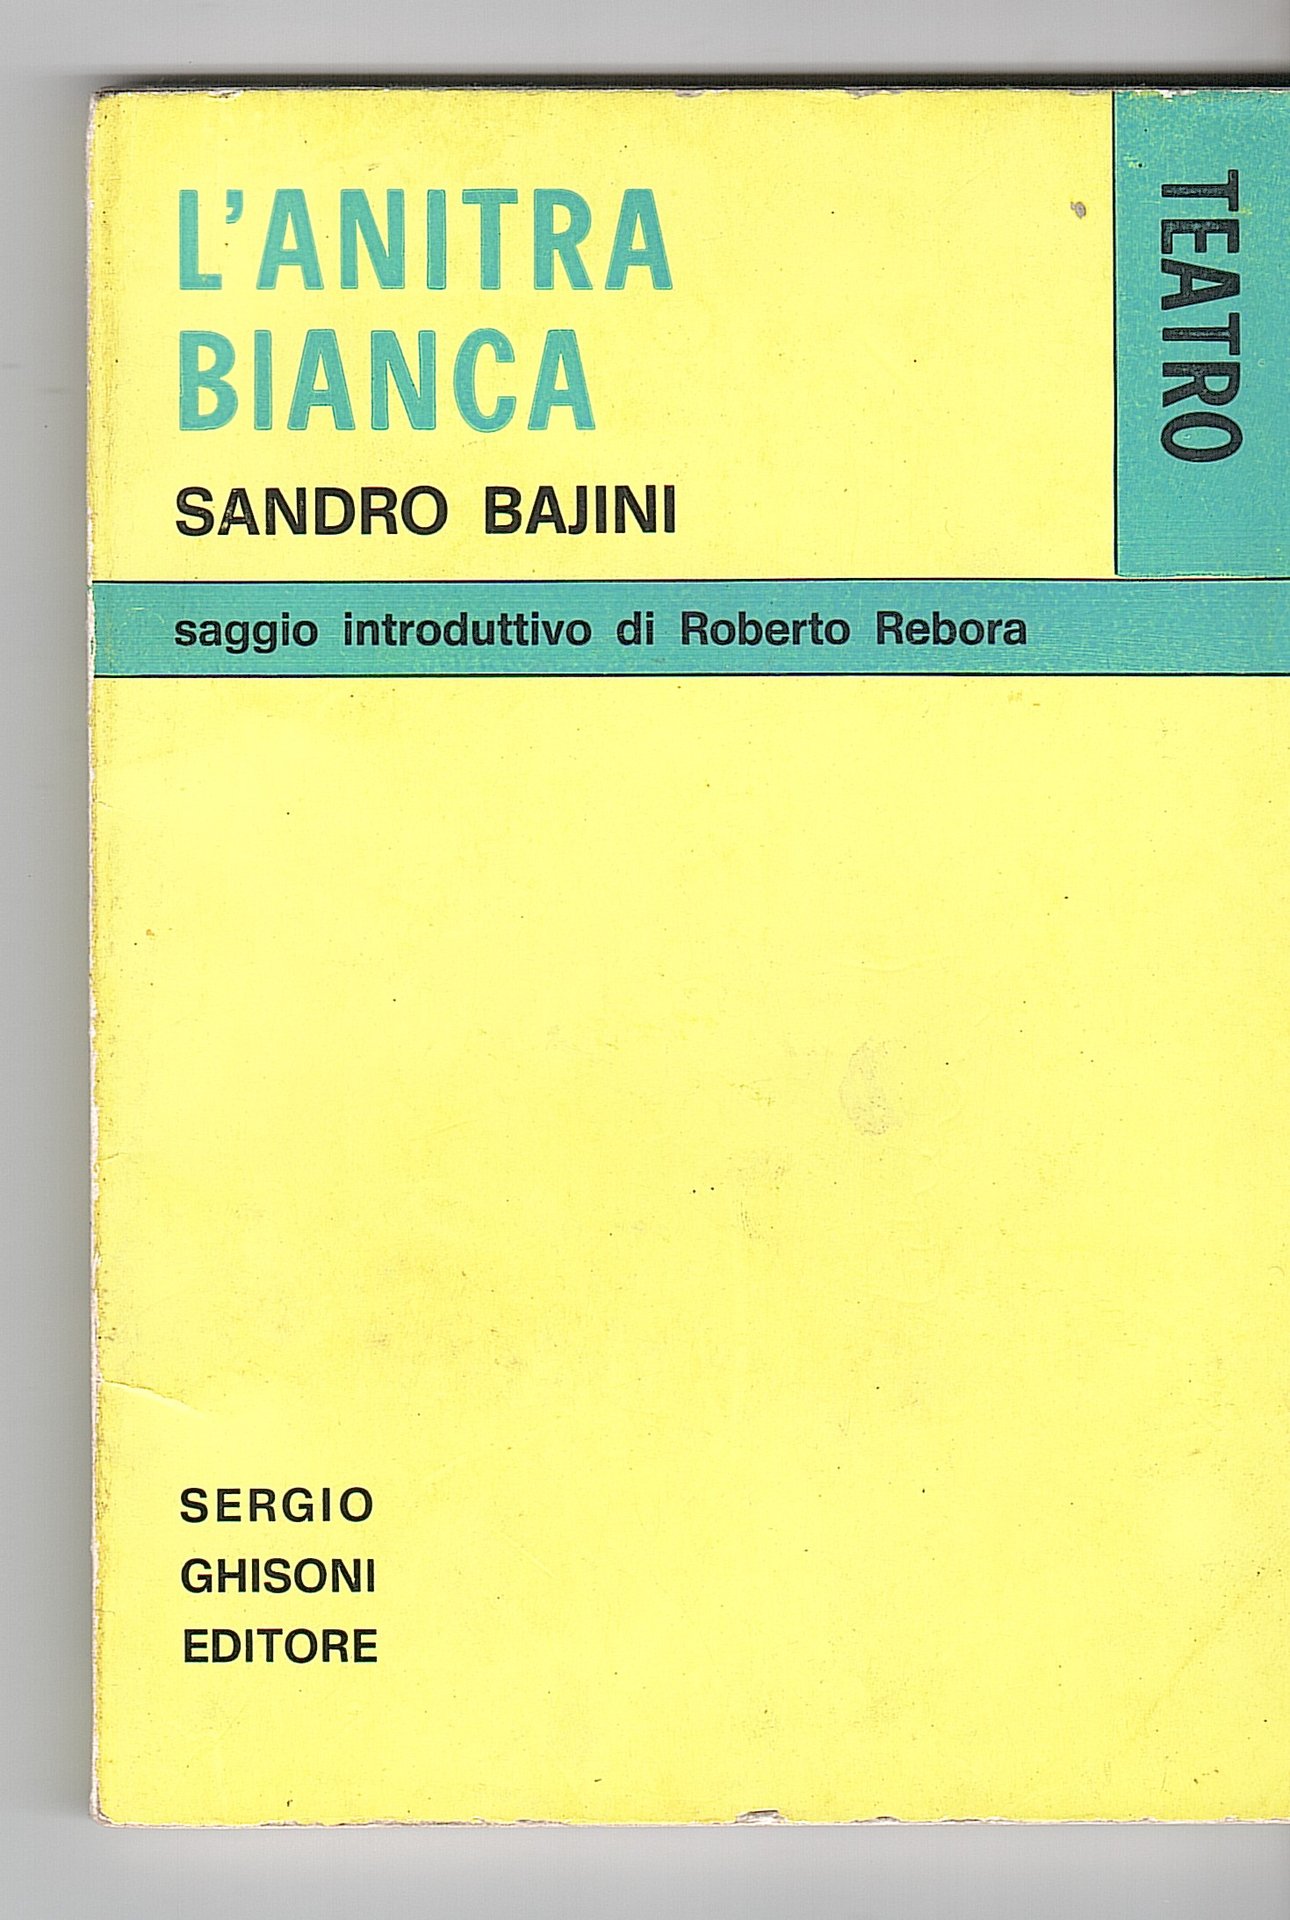 L'ANITRA
BIANCA
SANDRO BAJINI
saggio introduttivo di Roberto Rebora
TEATRO
SERGIO
GHISONI
EDITORE